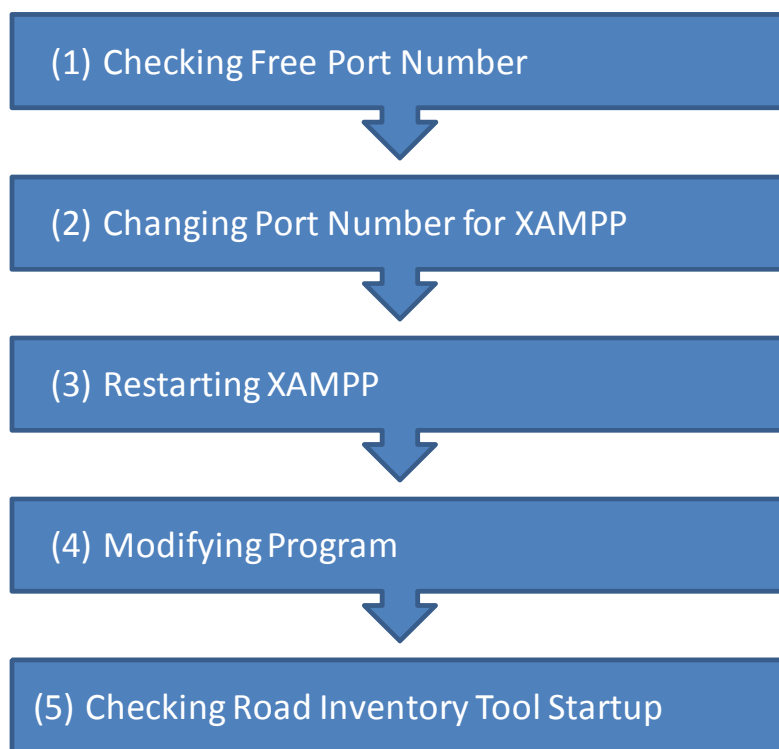 (1) Checking Free Port Number
(2) Changing Port Number for XAMPP
(3) Restarting XAMPP
(4) Modifying Program
(5) Checking Road Inventory Tool Startup